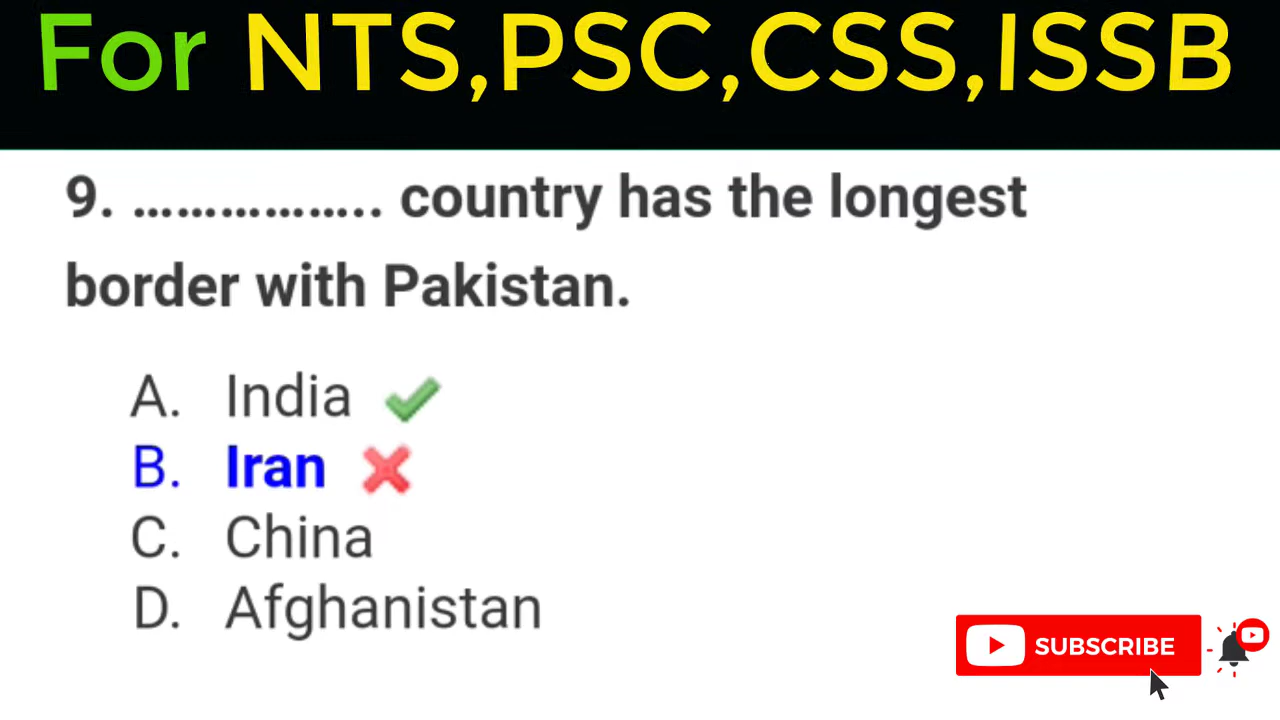 For NTS,PSC,CSS,ISSB
9. …………….. country has the longest
border with Pakistan.
A. India
B. Iran
C. China
D. Afghanistan
SUBSCRIBE